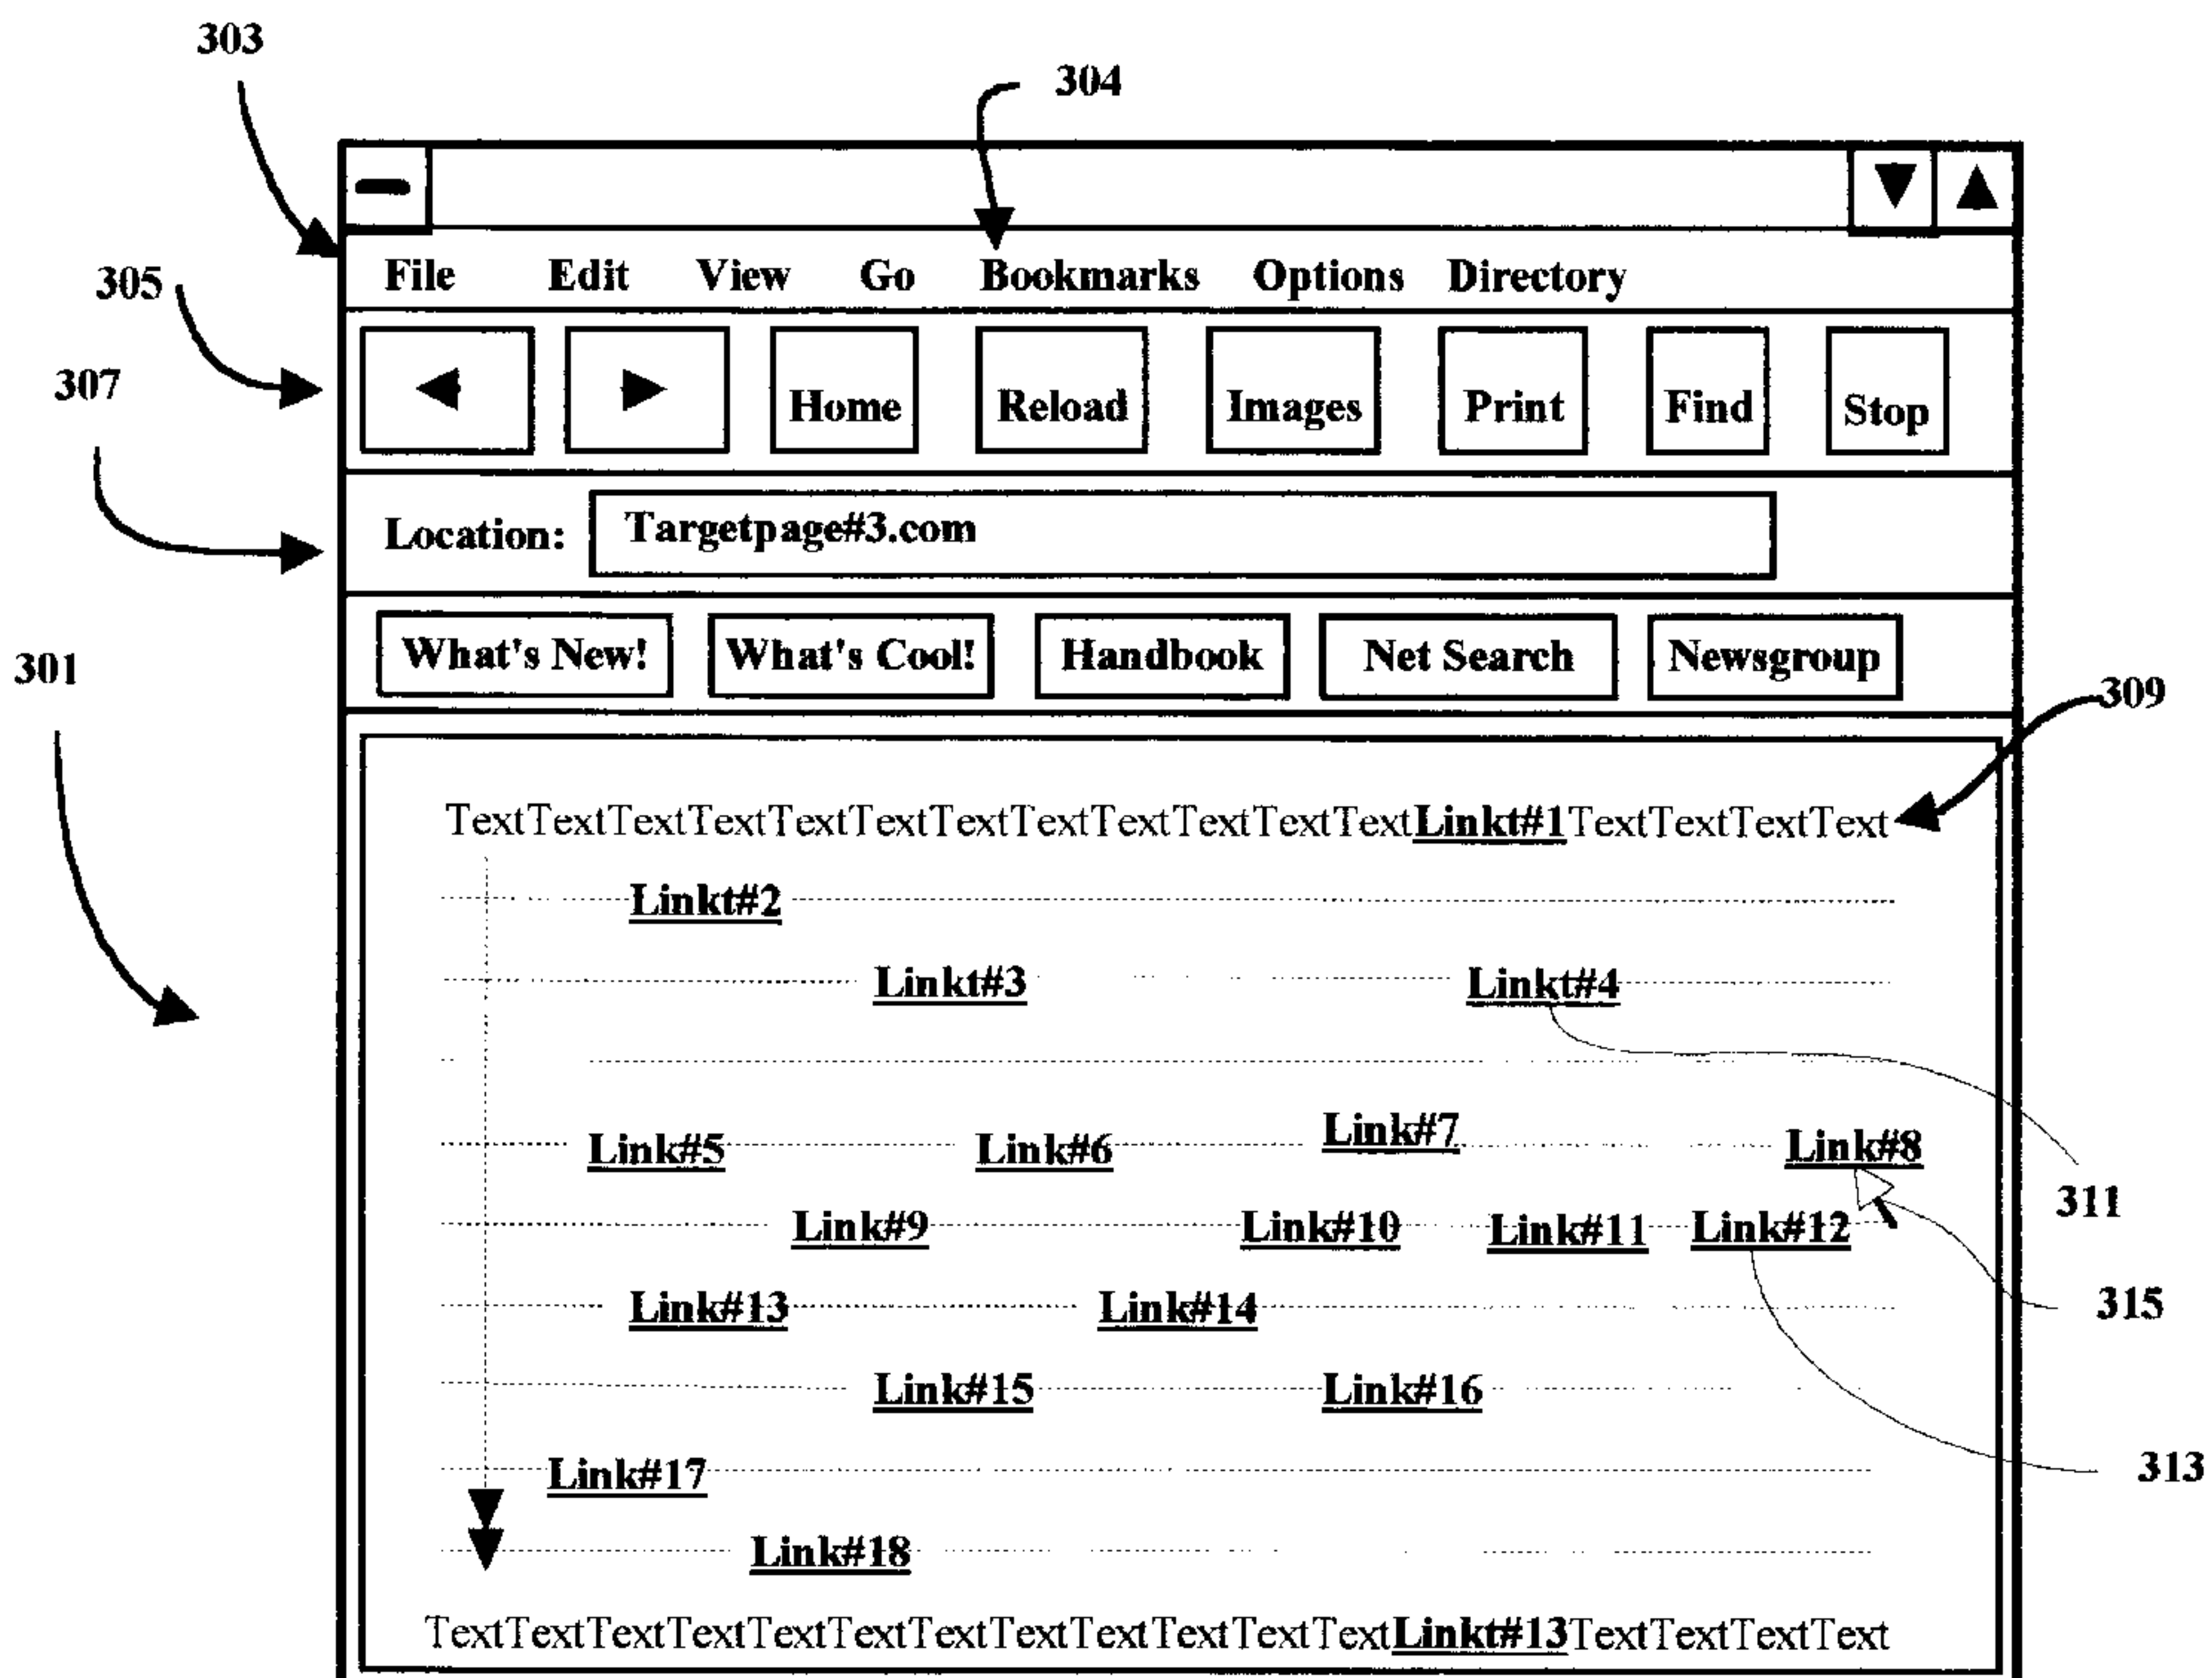 303
304
File Edit View Go Bookmarks Options Directory
305
307
Home Reload Images Print Find Stop
Location: Targetpage#3.com
What's New! What's Cool! Handbook Net Search Newsgroup
301
309
TextTextTextTextTextTextTextTextTextTextTextTextLinkt#1TextTextTextText
Linkt#2
Linkt#3 Linkt#4
Link#5 Link#6 Link#7 Link#8
311
Link#9 Link#10 Link#11 Link#12
Link#13 Link#14
315
Link#15 Link#16
Link#17
313
Link#18
TextTextTextTextTextTextTextTextTextTextTextTextLinkt#13TextTextTextText